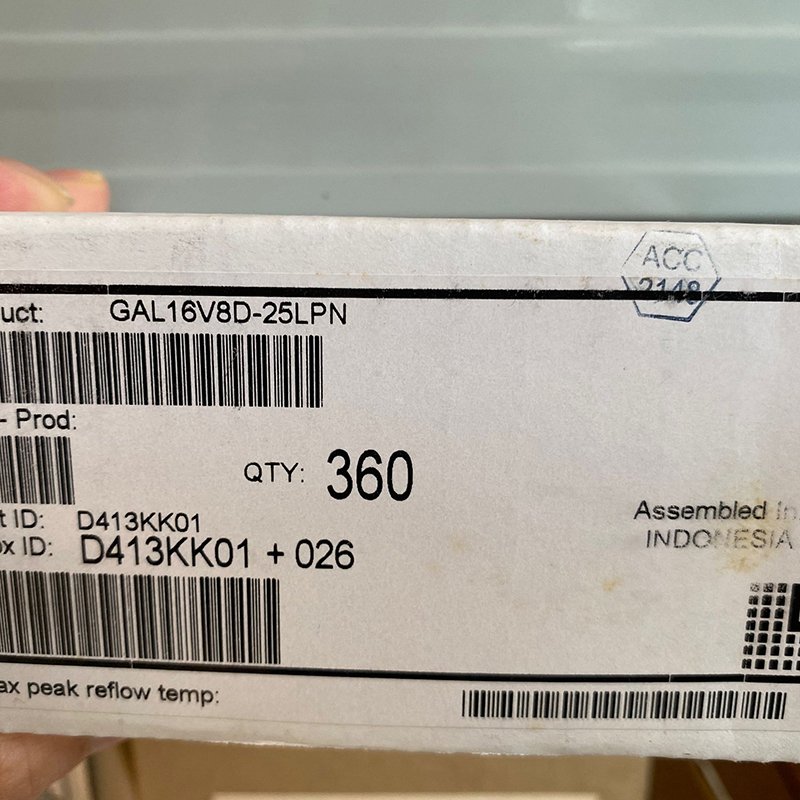 ACC
2148
uct: GAL16V8D-25LPN
- Prod:
QTY: 360
t ID: D413KK01
ox ID: D413KK01 + 026
Assembled in
INDONESIA
ax peak reflow temp: